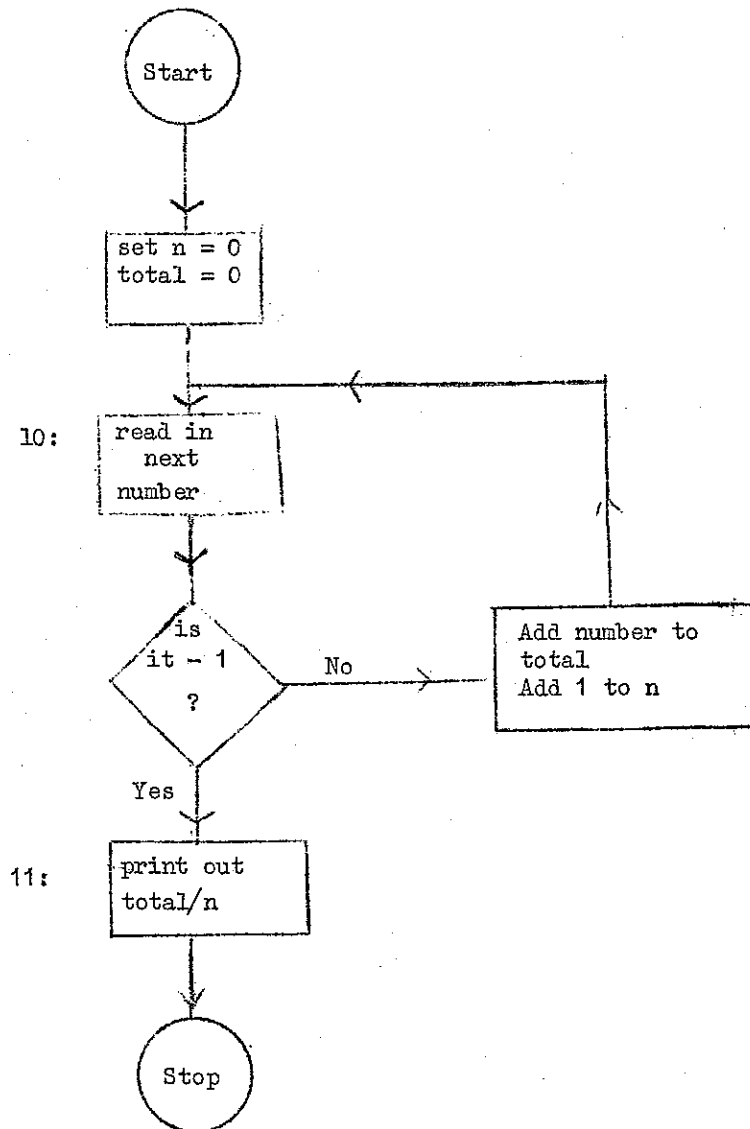 Start
set n = 0
total = 0
10:
read in
next
number
is
it - 1
?
No
Add number to
total
Add 1 to n
Yes
11:
print out
total/n
Stop